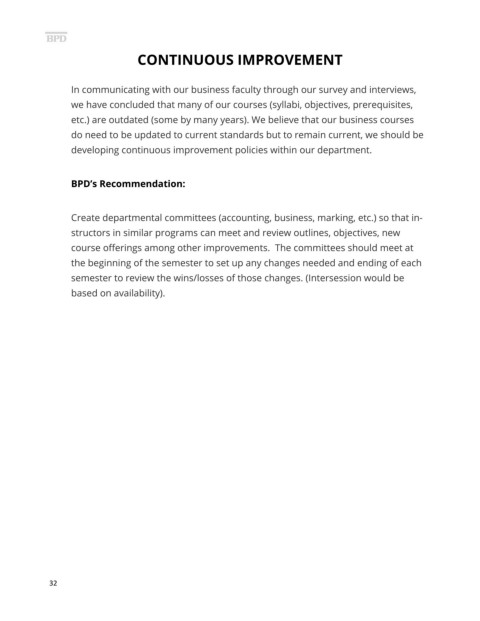 BPD
CONTINUOUS IMPROVEMENT
In communicating with our business faculty through our survey and interviews,
we have concluded that many of our courses (syllabi, objectives, prerequisites,
etc.) are outdated (some by many years). We believe that our business courses
do need to be updated to current standards but to remain current, we should be
developing continuous improvement policies within our department.
BPD's Recommendation:
Create departmental committees (accounting, business, marking, etc.) so that in-
structors in similar programs can meet and review outlines, objectives, new
course offerings among other improvements.  The committees should meet at
the beginning of the semester to set up any changes needed and ending of each
semester to review the wins/losses of those changes. (Intersession would be
based on availability).
32